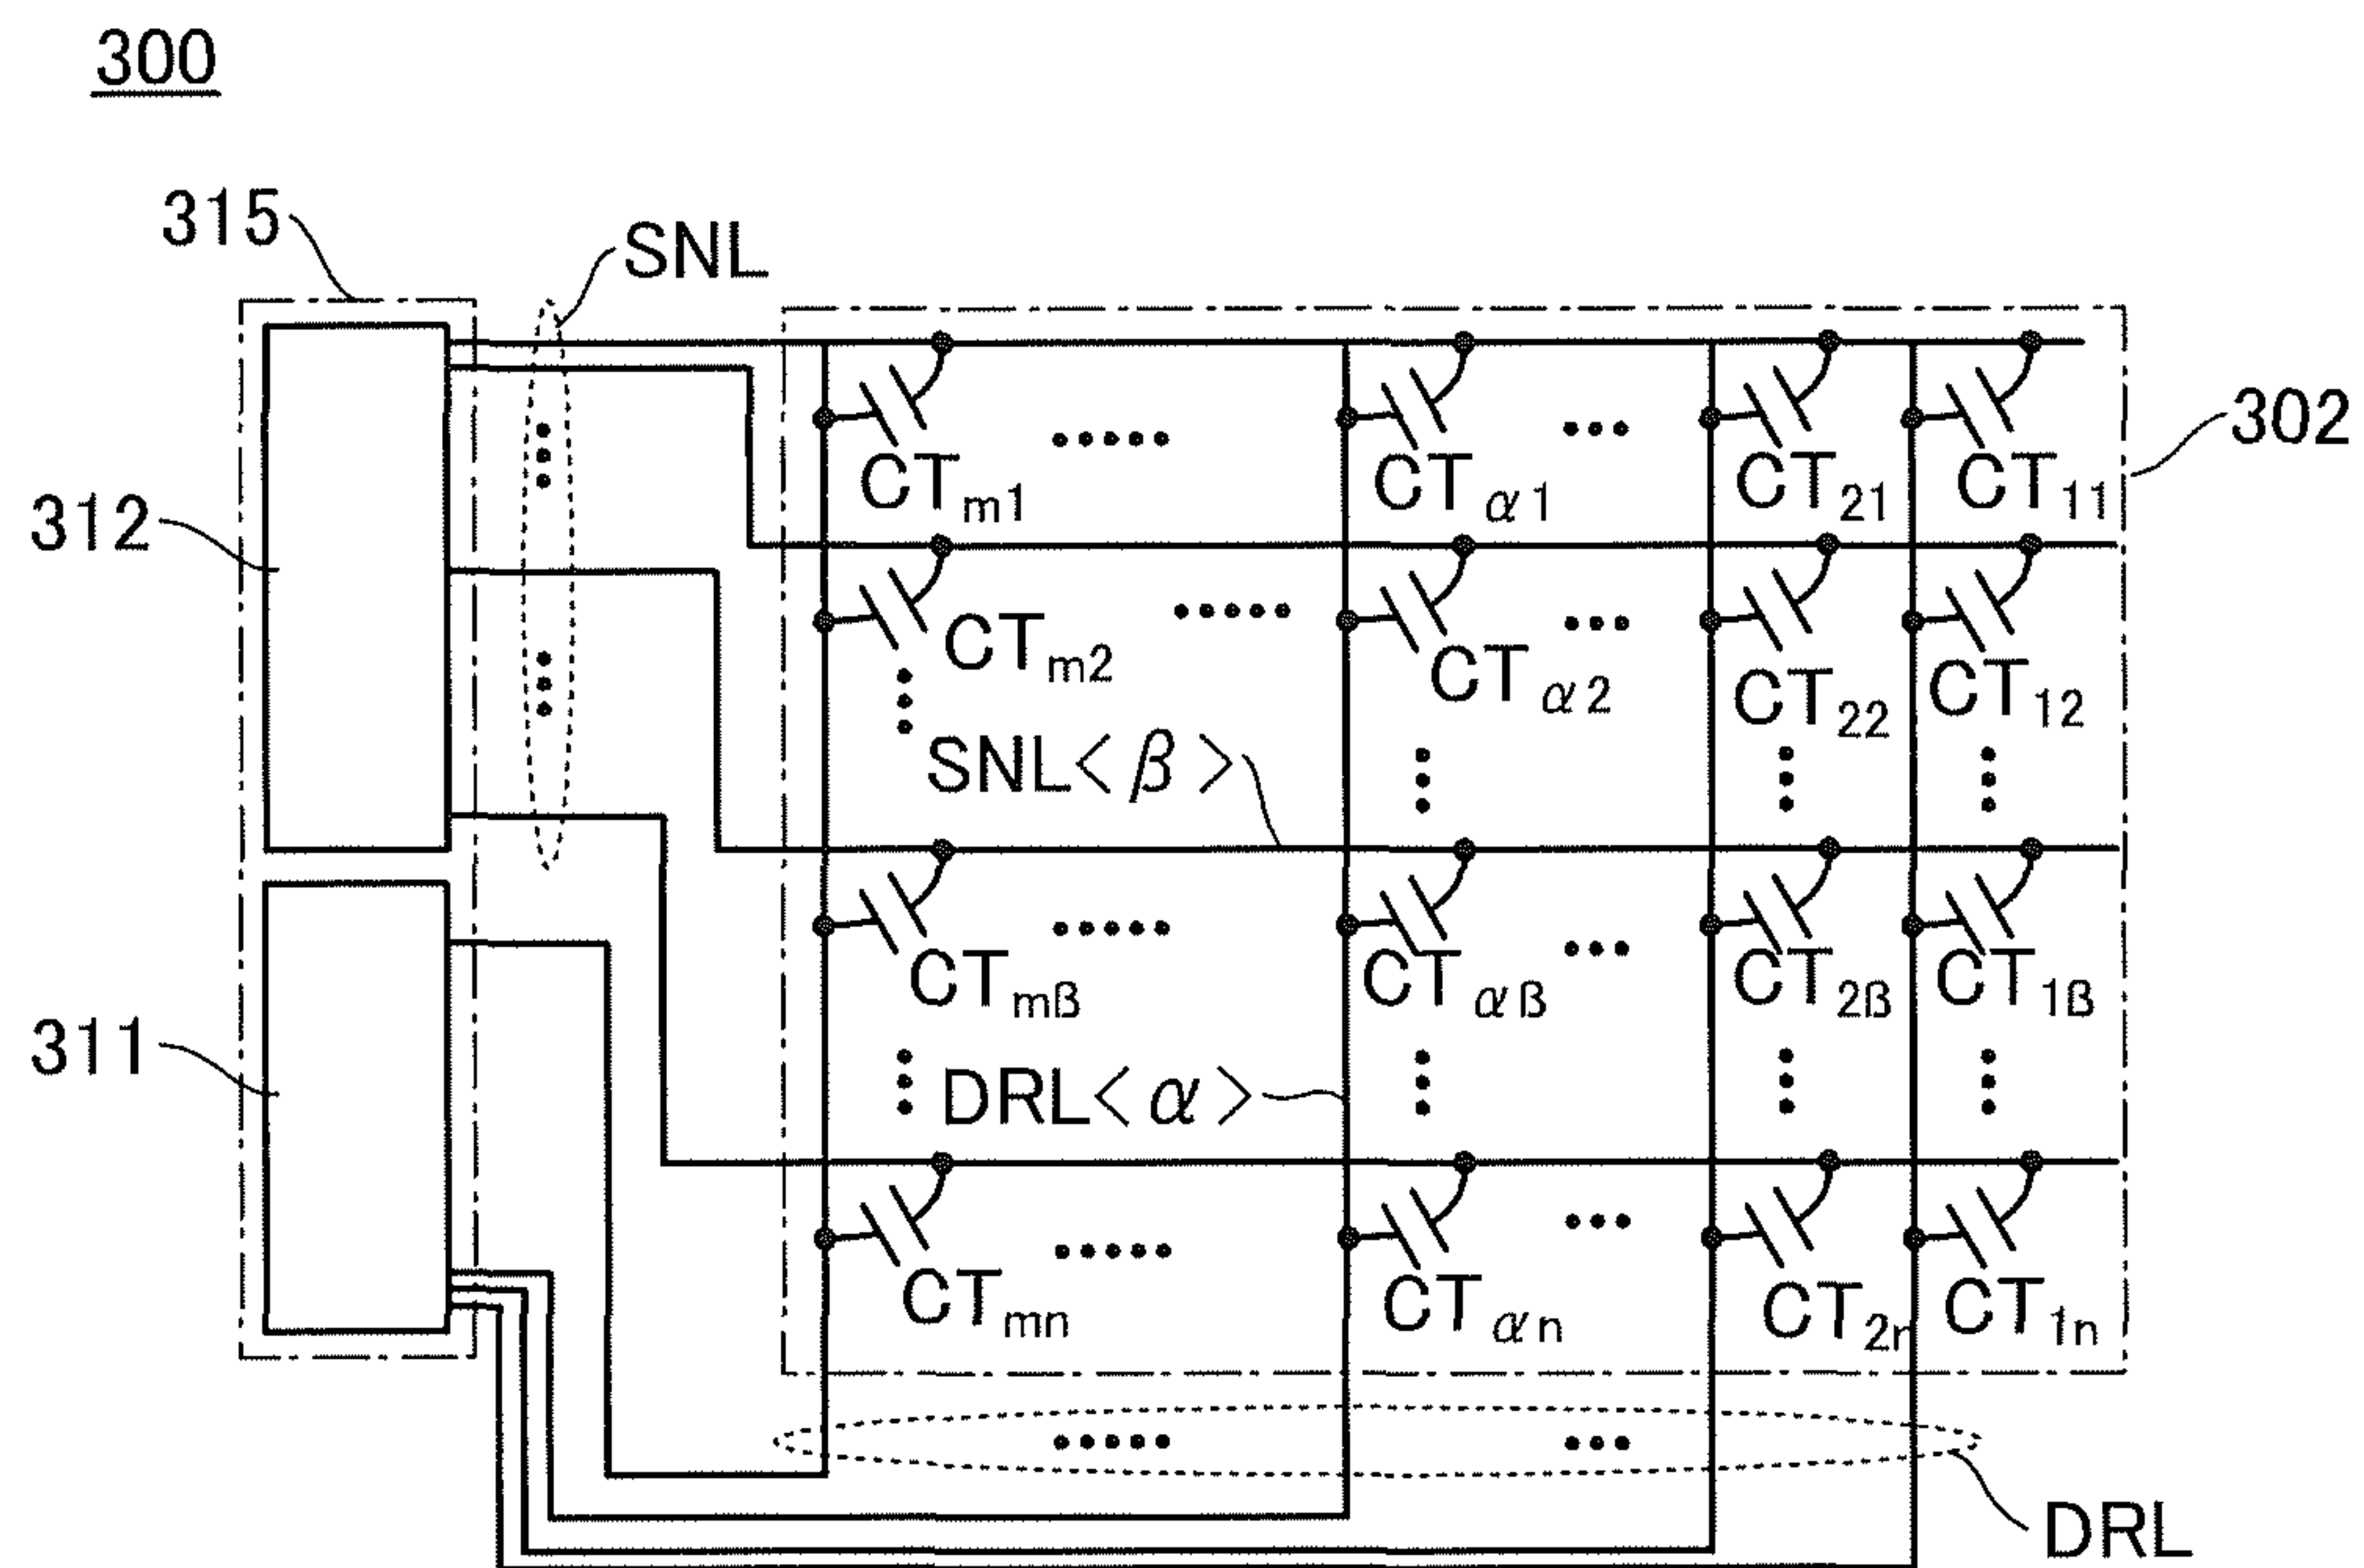 300
315
SNL
302
CTm1 CTα1 CT21 CT11
312
CTm2 CTα2 CT22 CT12
SNL<β>
CTmβ CTαβ CT2β CT1β
311
DRL<α>
CTmn CTαn CT2n CT1n
DRL